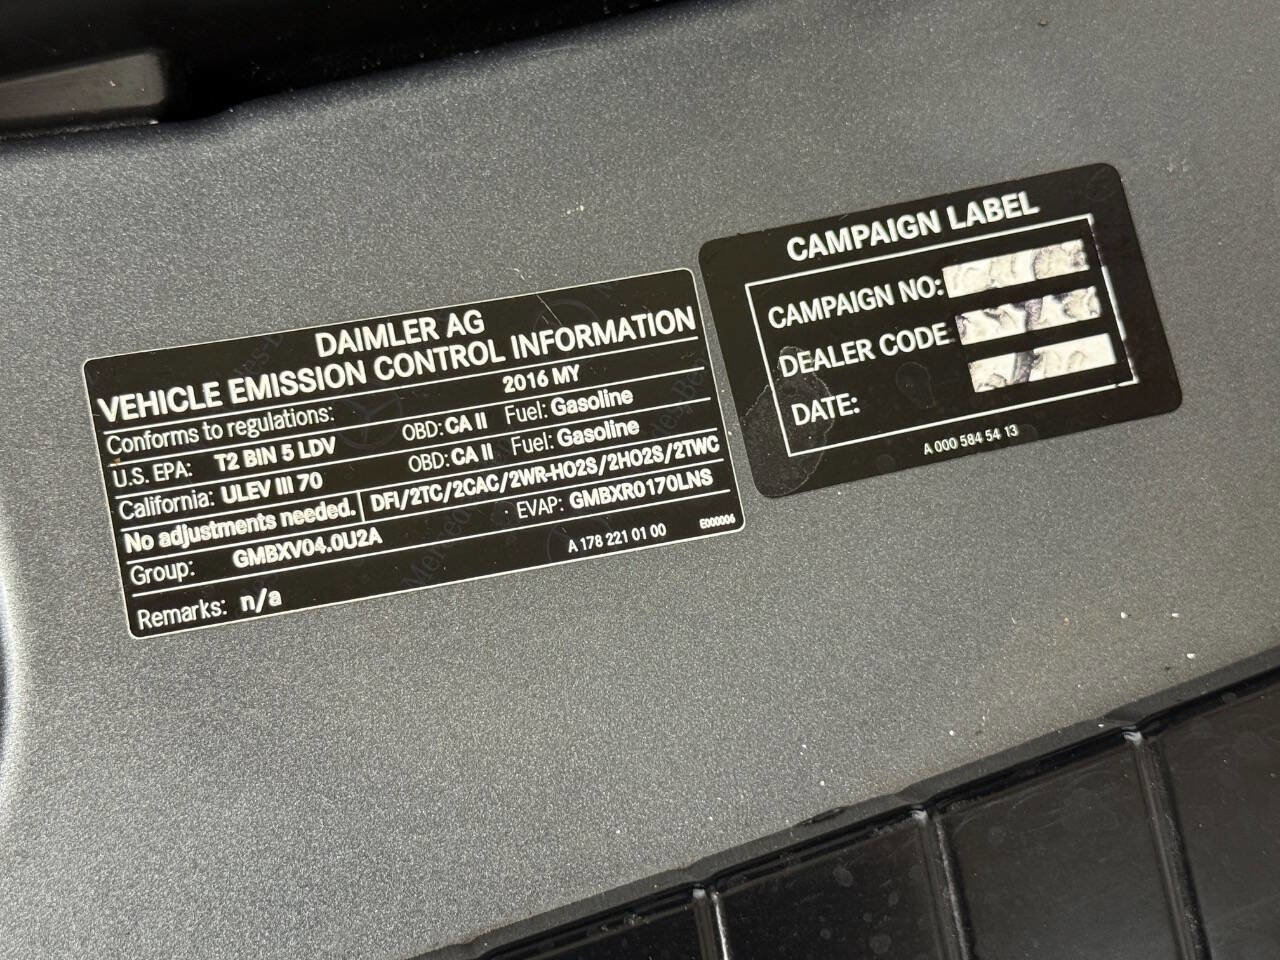 DAIMLER AG
VEHICLE EMISSION CONTROL INFORMATION
Conforms to regulations: 2016 MY
U.S. EPA: T2 BIN 5 LDV OBD: CA II Fuel: Gasoline
California: ULEV III 70 OBD: CA II Fuel: Gasoline
No adjustments needed. DFI/2TC/2CAC/2WR-HO2S/2HO2S/2TWC
Group: GMBXV04.0U2A EVAP: GMBXR0170LNS
Remarks: n/a A 178 221 01 00 E000006
CAMPAIGN LABEL
CAMPAIGN NO:
DEALER CODE
DATE:
A 000 584 54 13